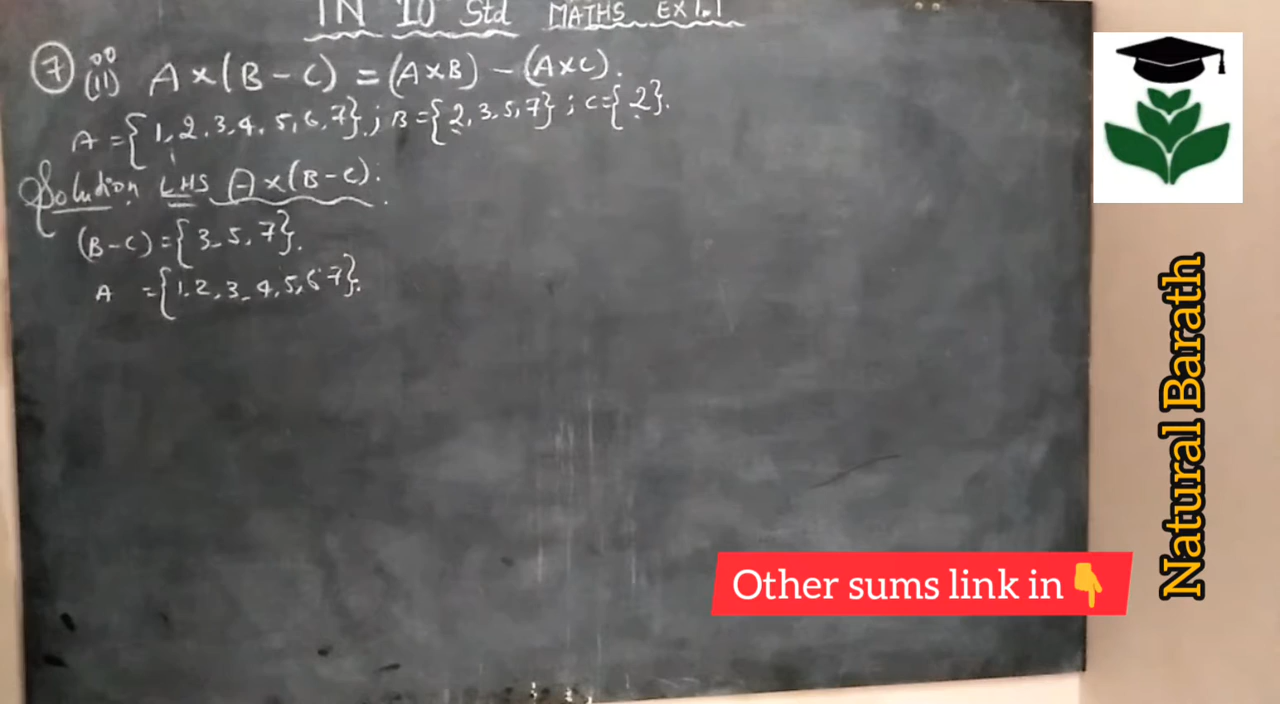 TN 10 Std MATHS EX 1.1
7 (ii) A×(B-C) = (A×B) - (A×C).
A = {1,2,3,4,5,6,7}; B={2,3,5,7}; C={2}.
Solution LHS A×(B-C):
(B-C)={3,5,7}.
A ={1,2,3,4,5,6,7}.
Other sums link in👇
Natural Barath